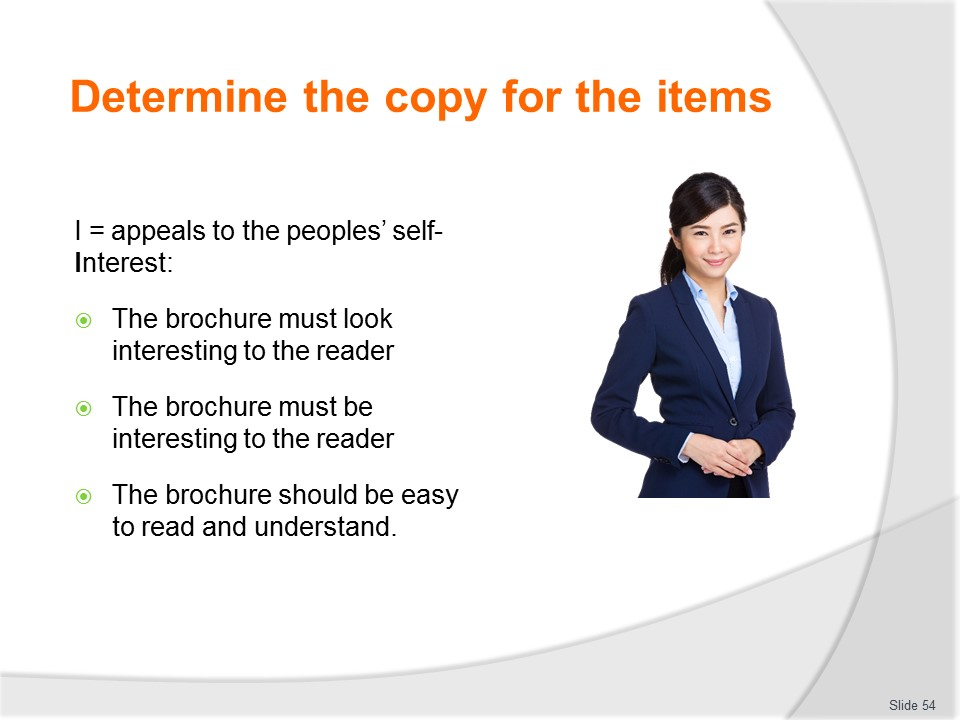 Determine the copy for the items
I = appeals to the peoples’ self-
Interest:
The brochure must look
interesting to the reader
The brochure must be
interesting to the reader
The brochure should be easy
to read and understand.
Slide 54